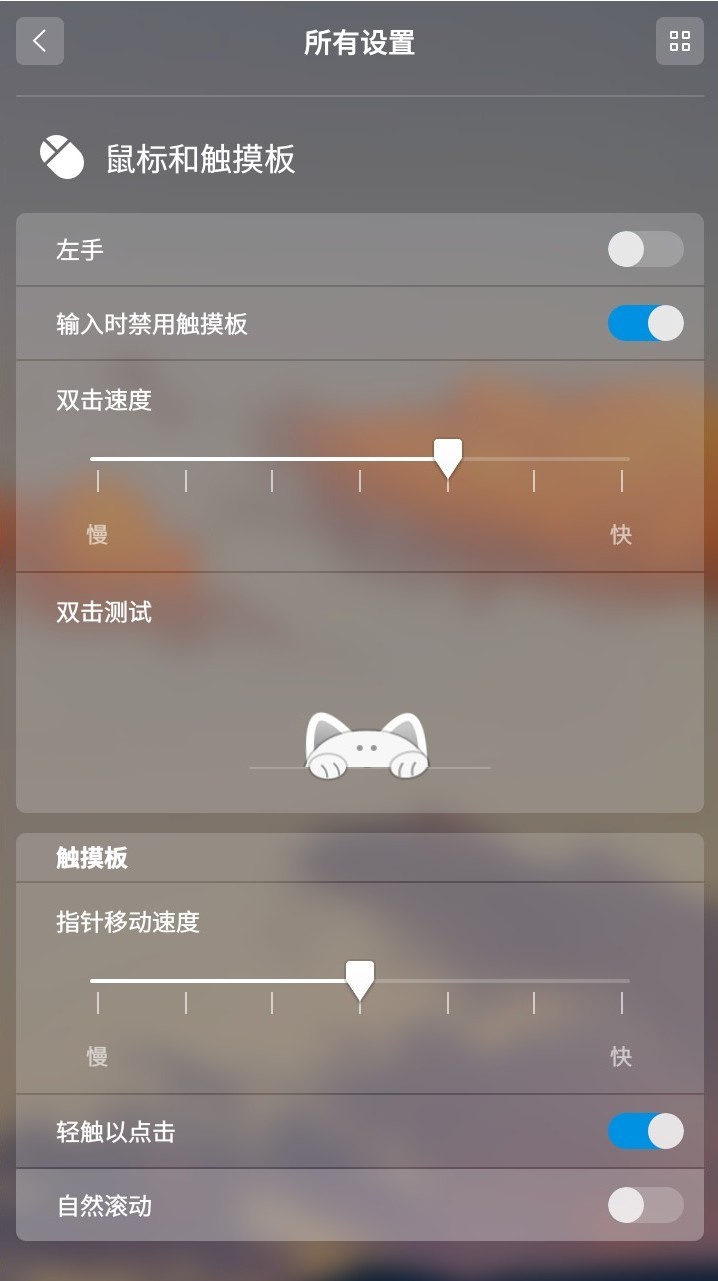 所有设置
鼠标和触摸板
左手
输入时禁用触摸板
双击速度
慢 快
双击测试
触摸板
指针移动速度
慢 快
轻触以点击
自然滚动